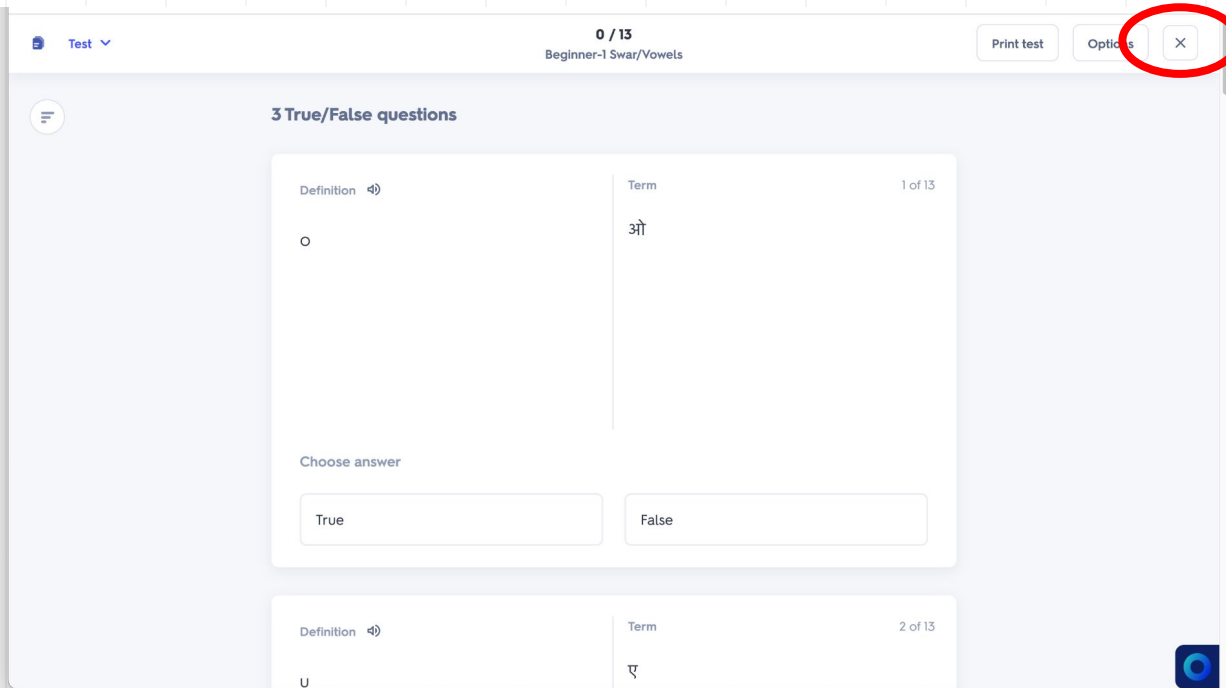 Test
0 / 13
Beginner-1 Swar/Vowels
Print test
Options
3 True/False questions
Definition
Term
1 of 13
o
ओ
Choose answer
True
False
Definition
Term
2 of 13
u
ए